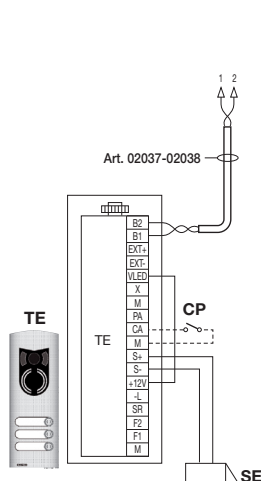 1 2
Art. 02037-02038
B2
B1
EXT+
EXT-
VLED
X
M
PA
CA
M
S+
S-
+12V
-L
SR
F2
F1
M
TE
CP
TE
SE